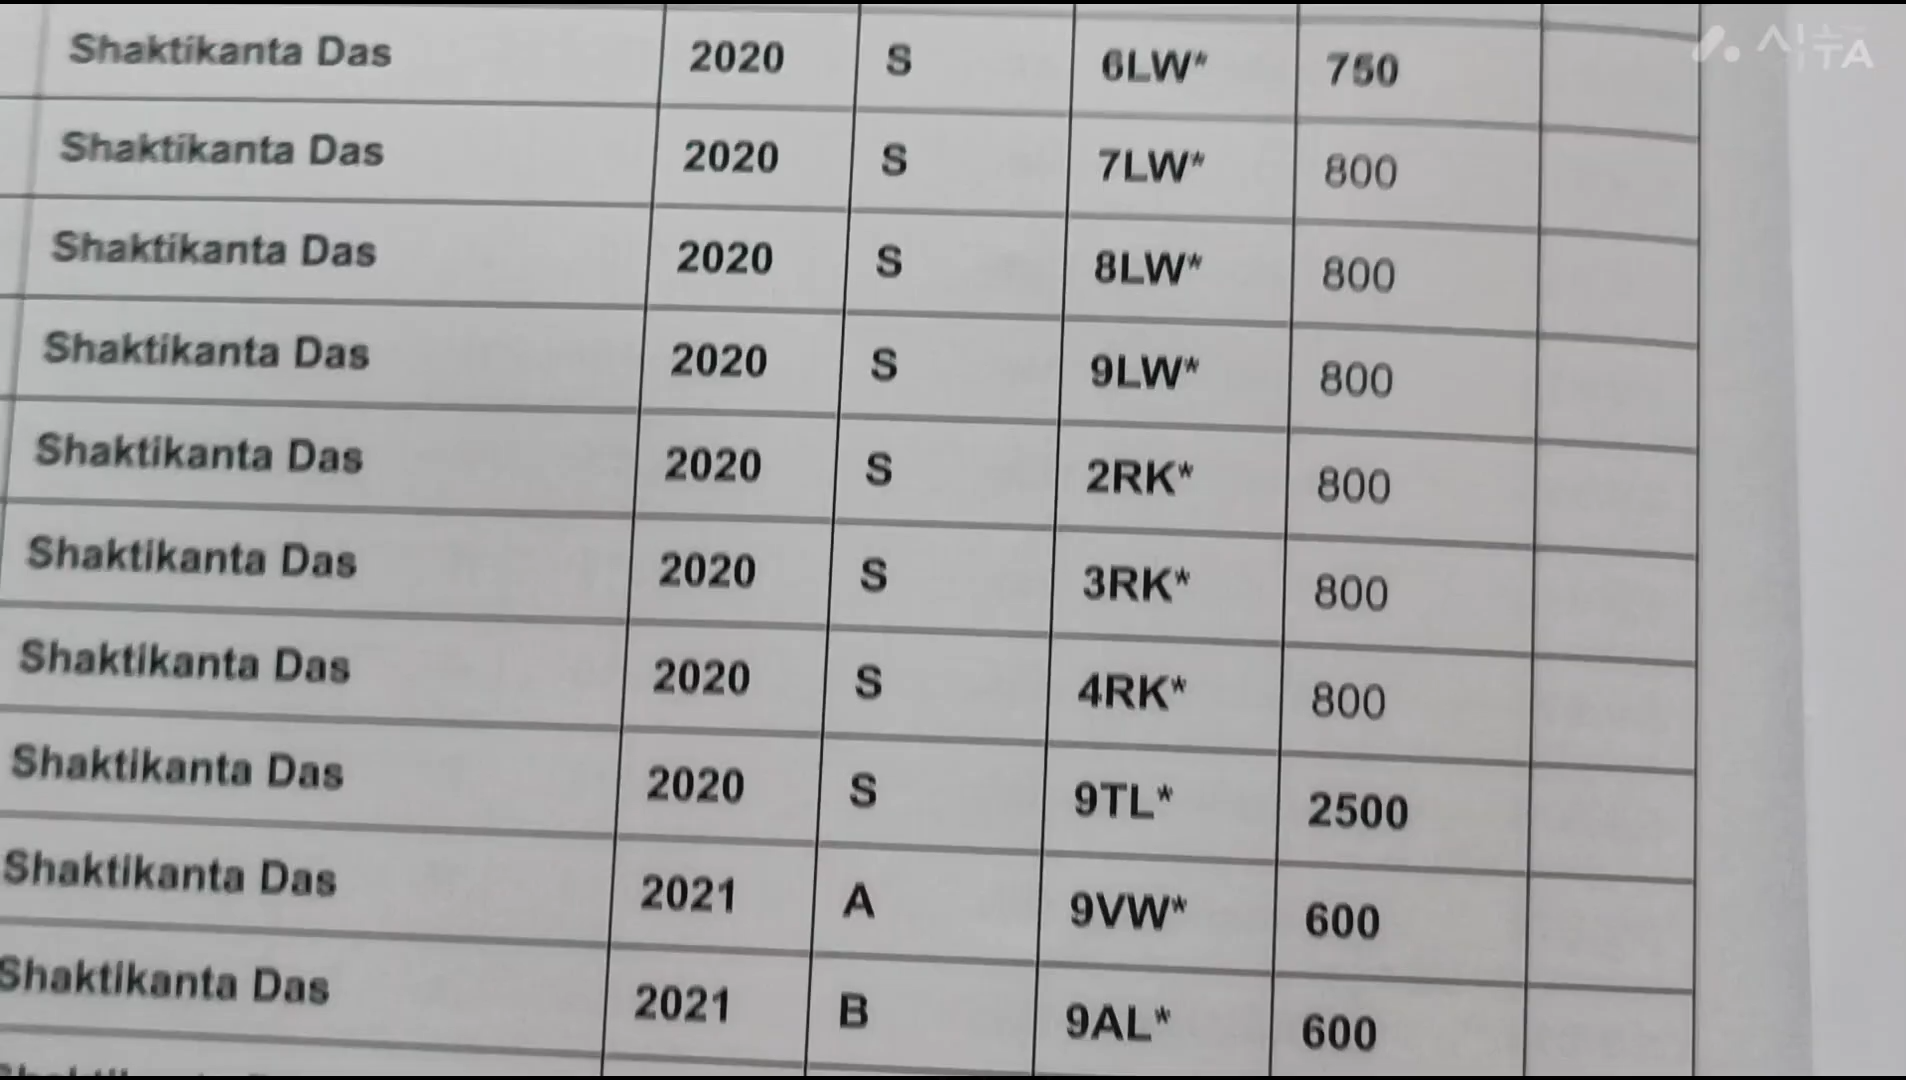 Shaktikanta Das 2020 S 6LW* 750
Shaktikanta Das 2020 S 7LW* 800
Shaktikanta Das 2020 S 8LW* 800
Shaktikanta Das 2020 S 9LW* 800
Shaktikanta Das 2020 S 2RK* 800
Shaktikanta Das 2020 S 3RK* 800
Shaktikanta Das 2020 S 4RK* 800
Shaktikanta Das 2020 S 9TL* 2500
Shaktikanta Das 2021 A 9VW* 600
Shaktikanta Das 2021 B 9AL* 600